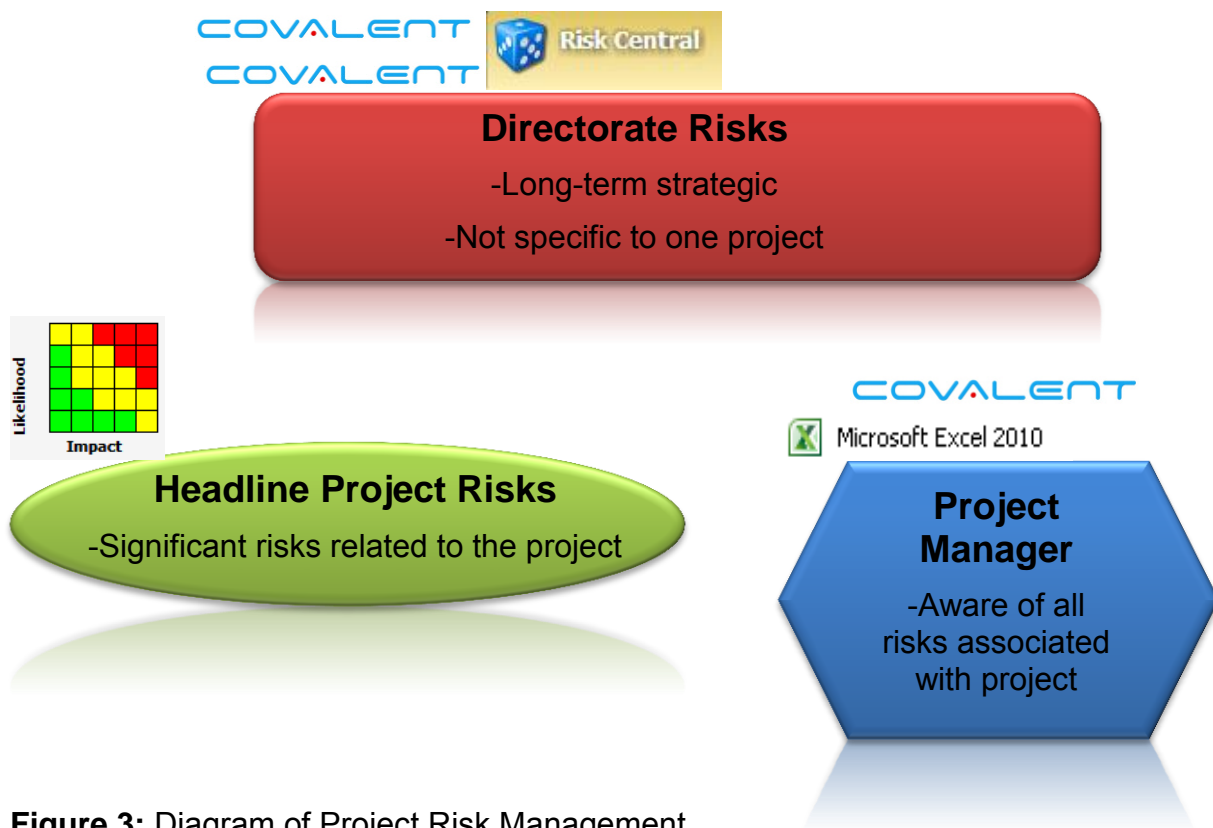 COVALENT
Risk Central
COVALENT
Directorate Risks
-Long-term strategic
-Not specific to one project
Likelihood
Impact
Headline Project Risks
-Significant risks related to the project
COVALENT
Microsoft Excel 2010
Project
Manager
-Aware of all
risks associated
with project
Figure 3: Diagram of Project Risk Management